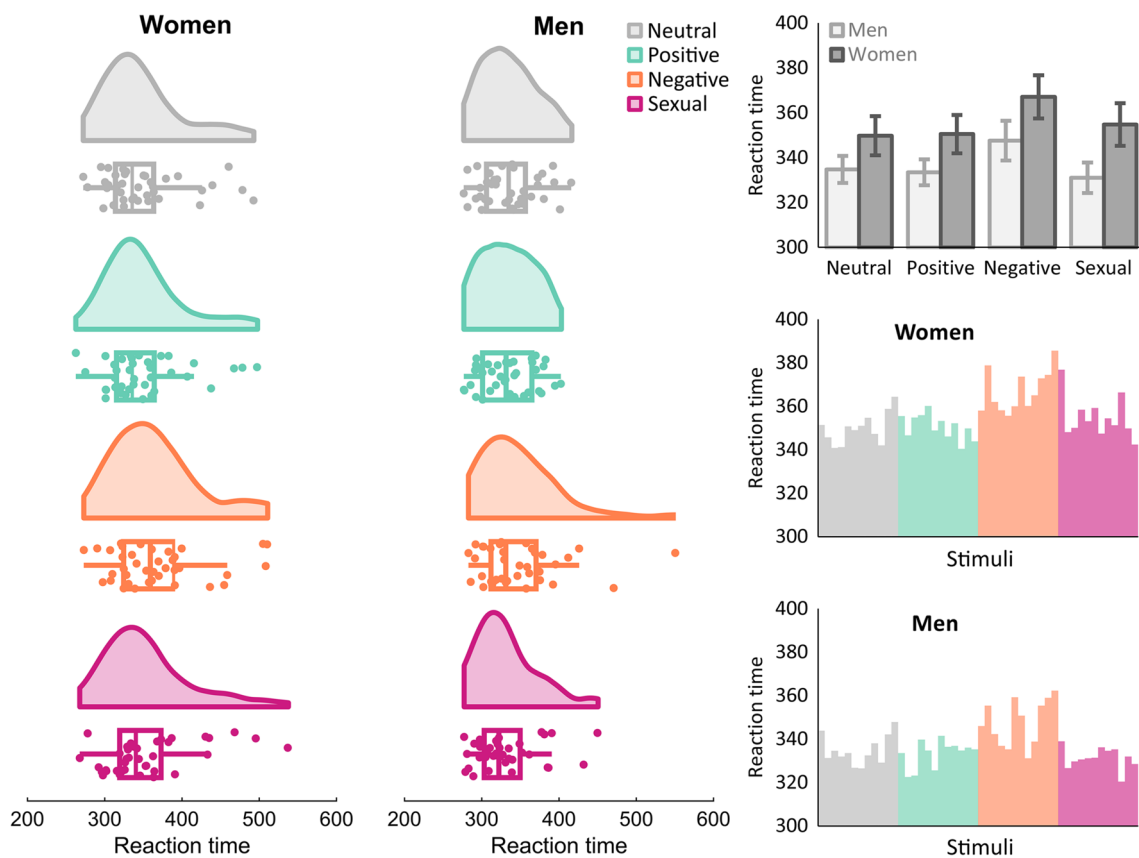 Women
Men
Neutral
Positive
Negative
Sexual
200 300 400 500 600
Reaction time
200 300 400 500 600
Reaction time
Reaction time
400
380
360
340
320
300
Men
Women
Neutral Positive Negative Sexual
Reaction time
400
380
360
340
320
300
Women
Stimuli
Reaction time
400
380
360
340
320
300
Men
Stimuli